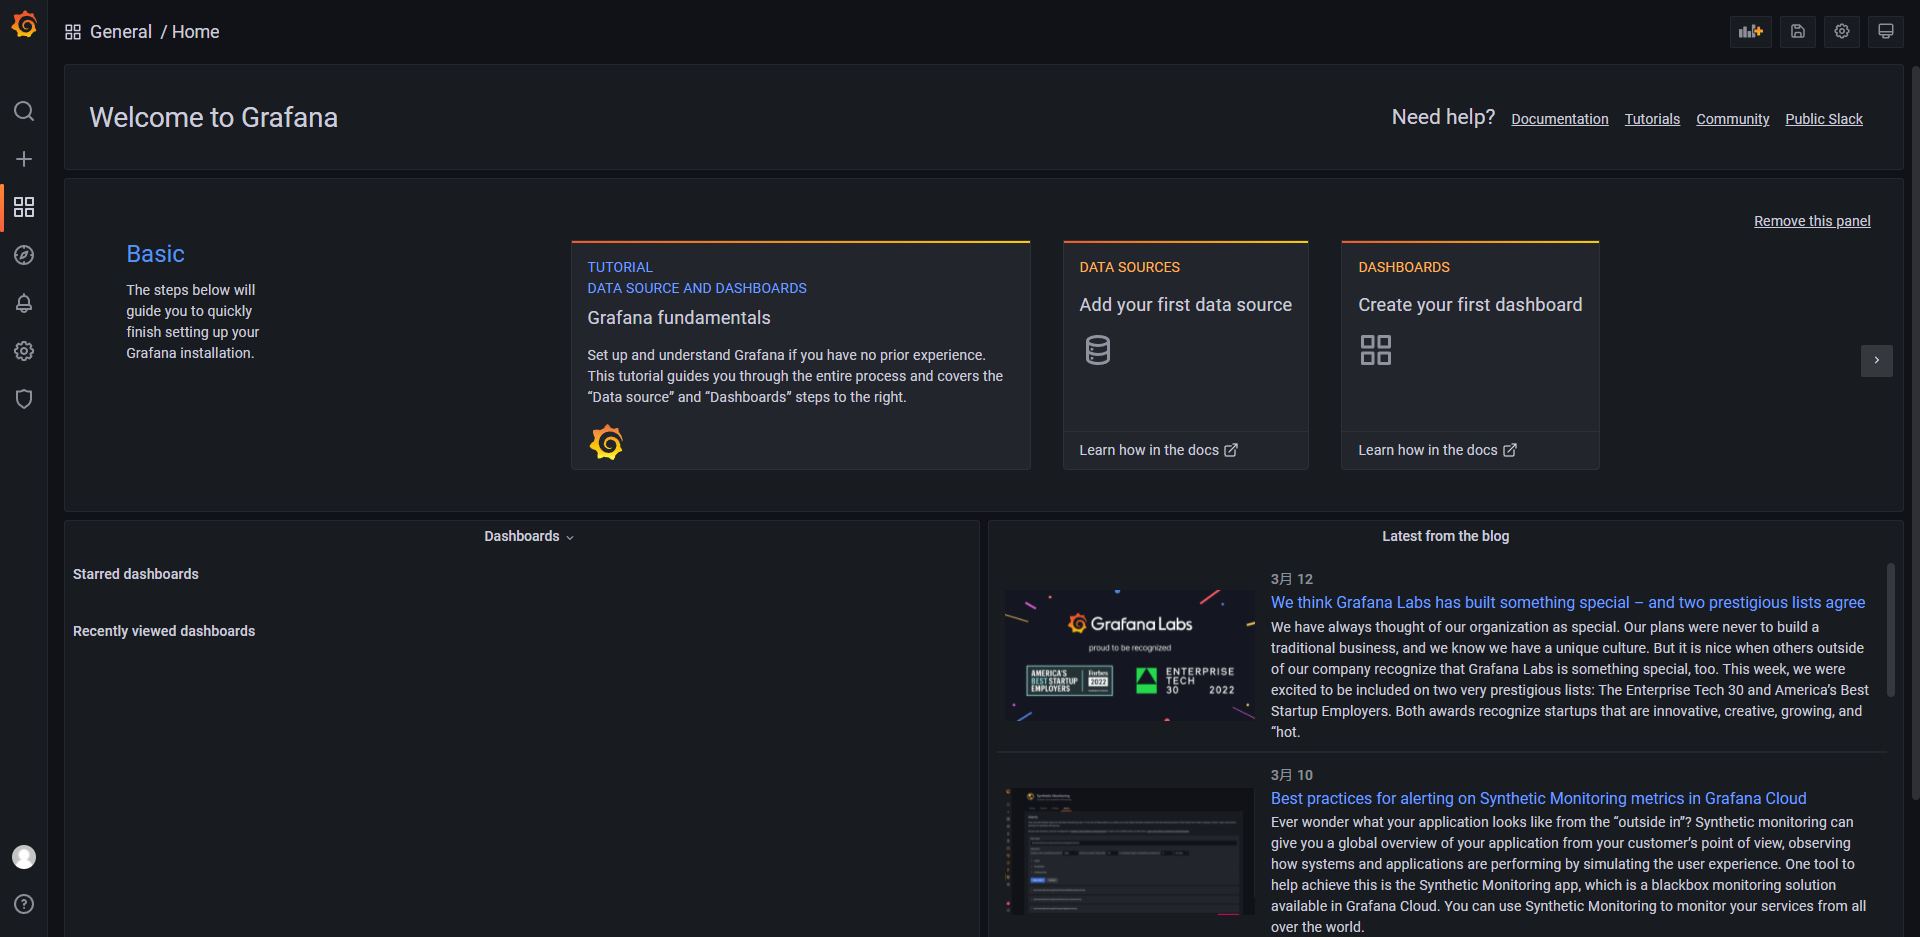 General / Home
Welcome to Grafana
Need help? Documentation Tutorials Community Public Slack
Remove this panel
Basic
The steps below will
guide you to quickly
finish setting up your
Grafana installation.
TUTORIAL
DATA SOURCE AND DASHBOARDS
Grafana fundamentals
Set up and understand Grafana if you have no prior experience.
This tutorial guides you through the entire process and covers the
“Data source” and “Dashboards” steps to the right.
DATA SOURCES
Add your first data source
Learn how in the docs
DASHBOARDS
Create your first dashboard
Learn how in the docs
Dashboards
Starred dashboards
Recently viewed dashboards
Latest from the blog
Grafana Labs
proud to be recognized
AMERICA'S
BEST STARTUP
EMPLOYERS
Forbes
2022
ENTERPRISE
TECH
30 2022
3月 12
We think Grafana Labs has built something special – and two prestigious lists agree
We have always thought of our organization as special. Our plans were never to build a
traditional business, and we know we have a unique culture. But it is nice when others outside
of our company recognize that Grafana Labs is something special, too. This week, we were
excited to be included on two very prestigious lists: The Enterprise Tech 30 and America’s Best
Startup Employers. Both awards recognize startups that are innovative, creative, growing, and
“hot.
Synthetic Monitoring
3月 10
Best practices for alerting on Synthetic Monitoring metrics in Grafana Cloud
Ever wonder what your application looks like from the “outside in”? Synthetic monitoring can
give you a global overview of your application from your customer’s point of view, observing
how systems and applications are performing by simulating the user experience. One tool to
help achieve this is the Synthetic Monitoring app, which is a blackbox monitoring solution
available in Grafana Cloud. You can use Synthetic Monitoring to monitor your services from all
over the world.